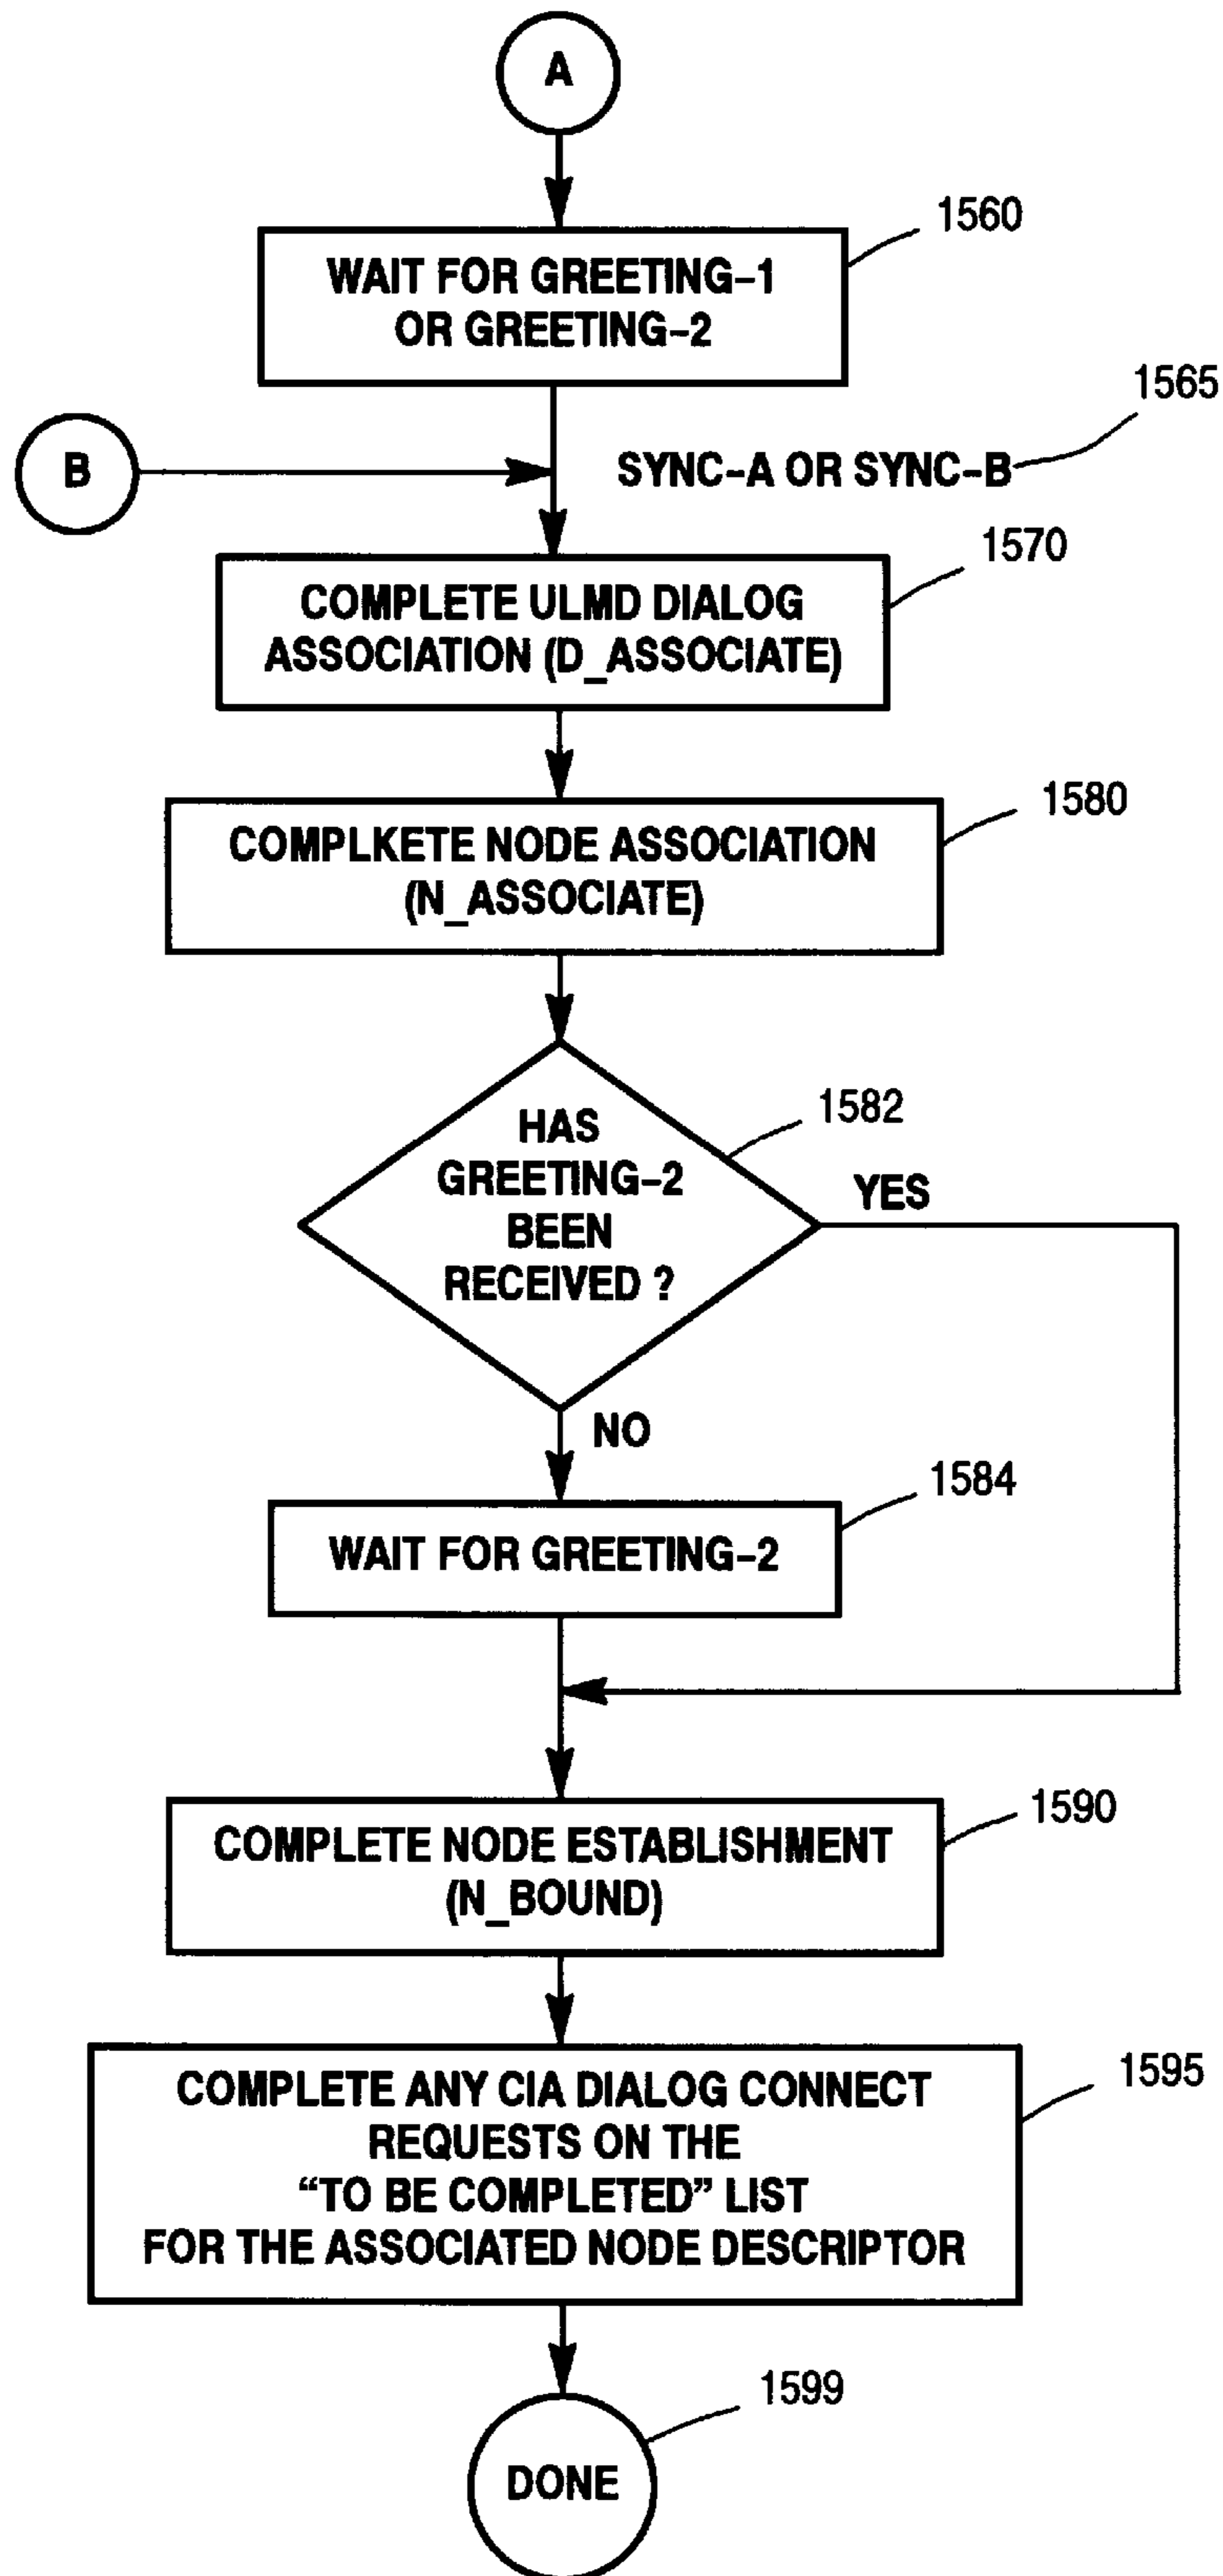 A
1560
WAIT FOR GREETING-1
OR GREETING-2
1565
B
SYNC-A OR SYNC-B
1570
COMPLETE ULMD DIALOG
ASSOCIATION (D_ASSOCIATE)
1580
COMPLKETE NODE ASSOCIATION
(N_ASSOCIATE)
1582
HAS
GREETING-2
BEEN
RECEIVED ?
YES
NO
1584
WAIT FOR GREETING-2
1590
COMPLETE NODE ESTABLISHMENT
(N_BOUND)
1595
COMPLETE ANY CIA DIALOG CONNECT
REQUESTS ON THE
“TO BE COMPLETED” LIST
FOR THE ASSOCIATED NODE DESCRIPTOR
1599
DONE